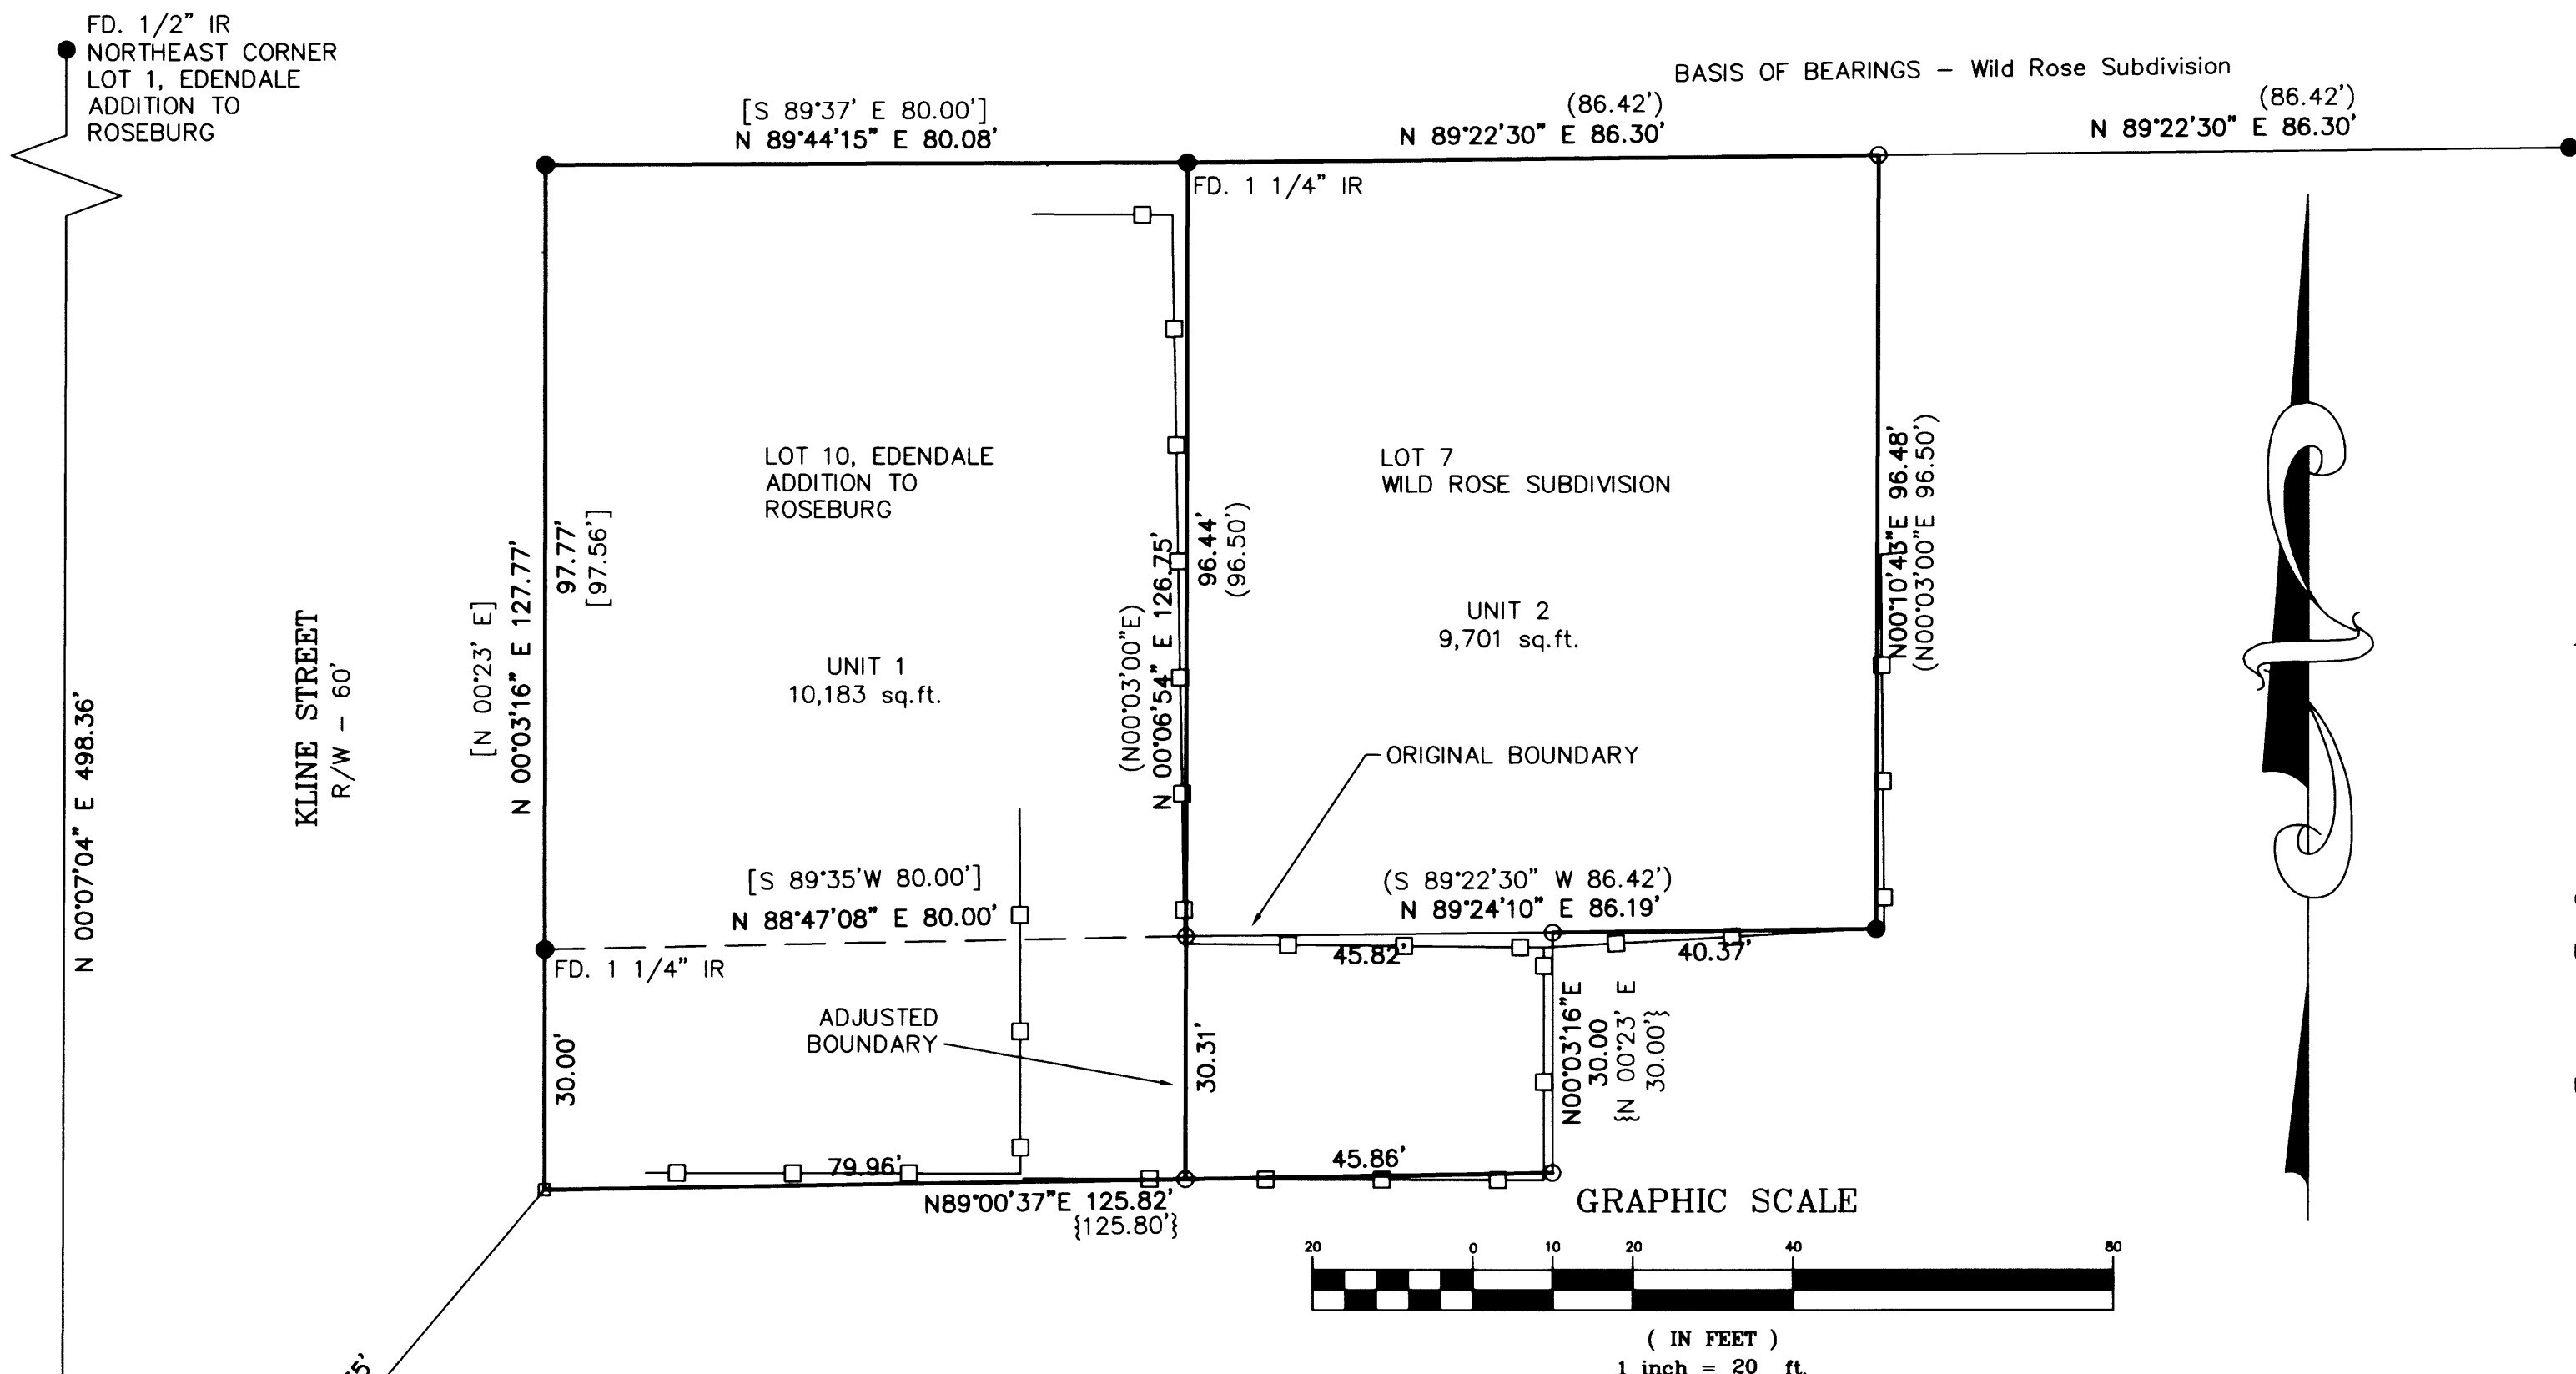 FD. 1/2" IR
NORTHEAST CORNER
LOT 1, EDENDALE
ADDITION TO
ROSEBURG
BASIS OF BEARINGS – Wild Rose Subdivision
[S 89°37' E 80.00']
N 89°44'15" E 80.08'
(86.42')
N 89°22'30" E 86.30'
(86.42')
N 89°22'30" E 86.30'
FD. 1 1/4" IR
LOT 10, EDENDALE
ADDITION TO
ROSEBURG
LOT 7
WILD ROSE SUBDIVISION
N 00°07'04" E 498.36'
KLINE STREET
R/W – 60'
[N 00°23' E]
N 00°03'16" E 127.77'
97.77'
[97.56']
UNIT 1
10,183 sq.ft.
(N00°03'00"E)
N 00°06'54" E 126.75'
96.44'
(96.50')
UNIT 2
9,701 sq.ft.
N00°10'43"E 96.48'
(N00°03'00"E 96.50')
ORIGINAL BOUNDARY
[S 89°35'W 80.00']
N 88°47'08" E 80.00'
(S 89°22'30" W 86.42')
N 89°24'10" E 86.19'
FD. 1 1/4" IR
45.82'
40.37'
ADJUSTED
BOUNDARY
30.00'
30.31'
N00°03'16"E
30.00
{N 00°23' E
30.00'}
79.96'
45.86'
N89°00'37"E 125.82'
{125.80'}
GRAPHIC SCALE
20 0 10 20 40 80
( IN FEET )
1 inch = 20 ft.